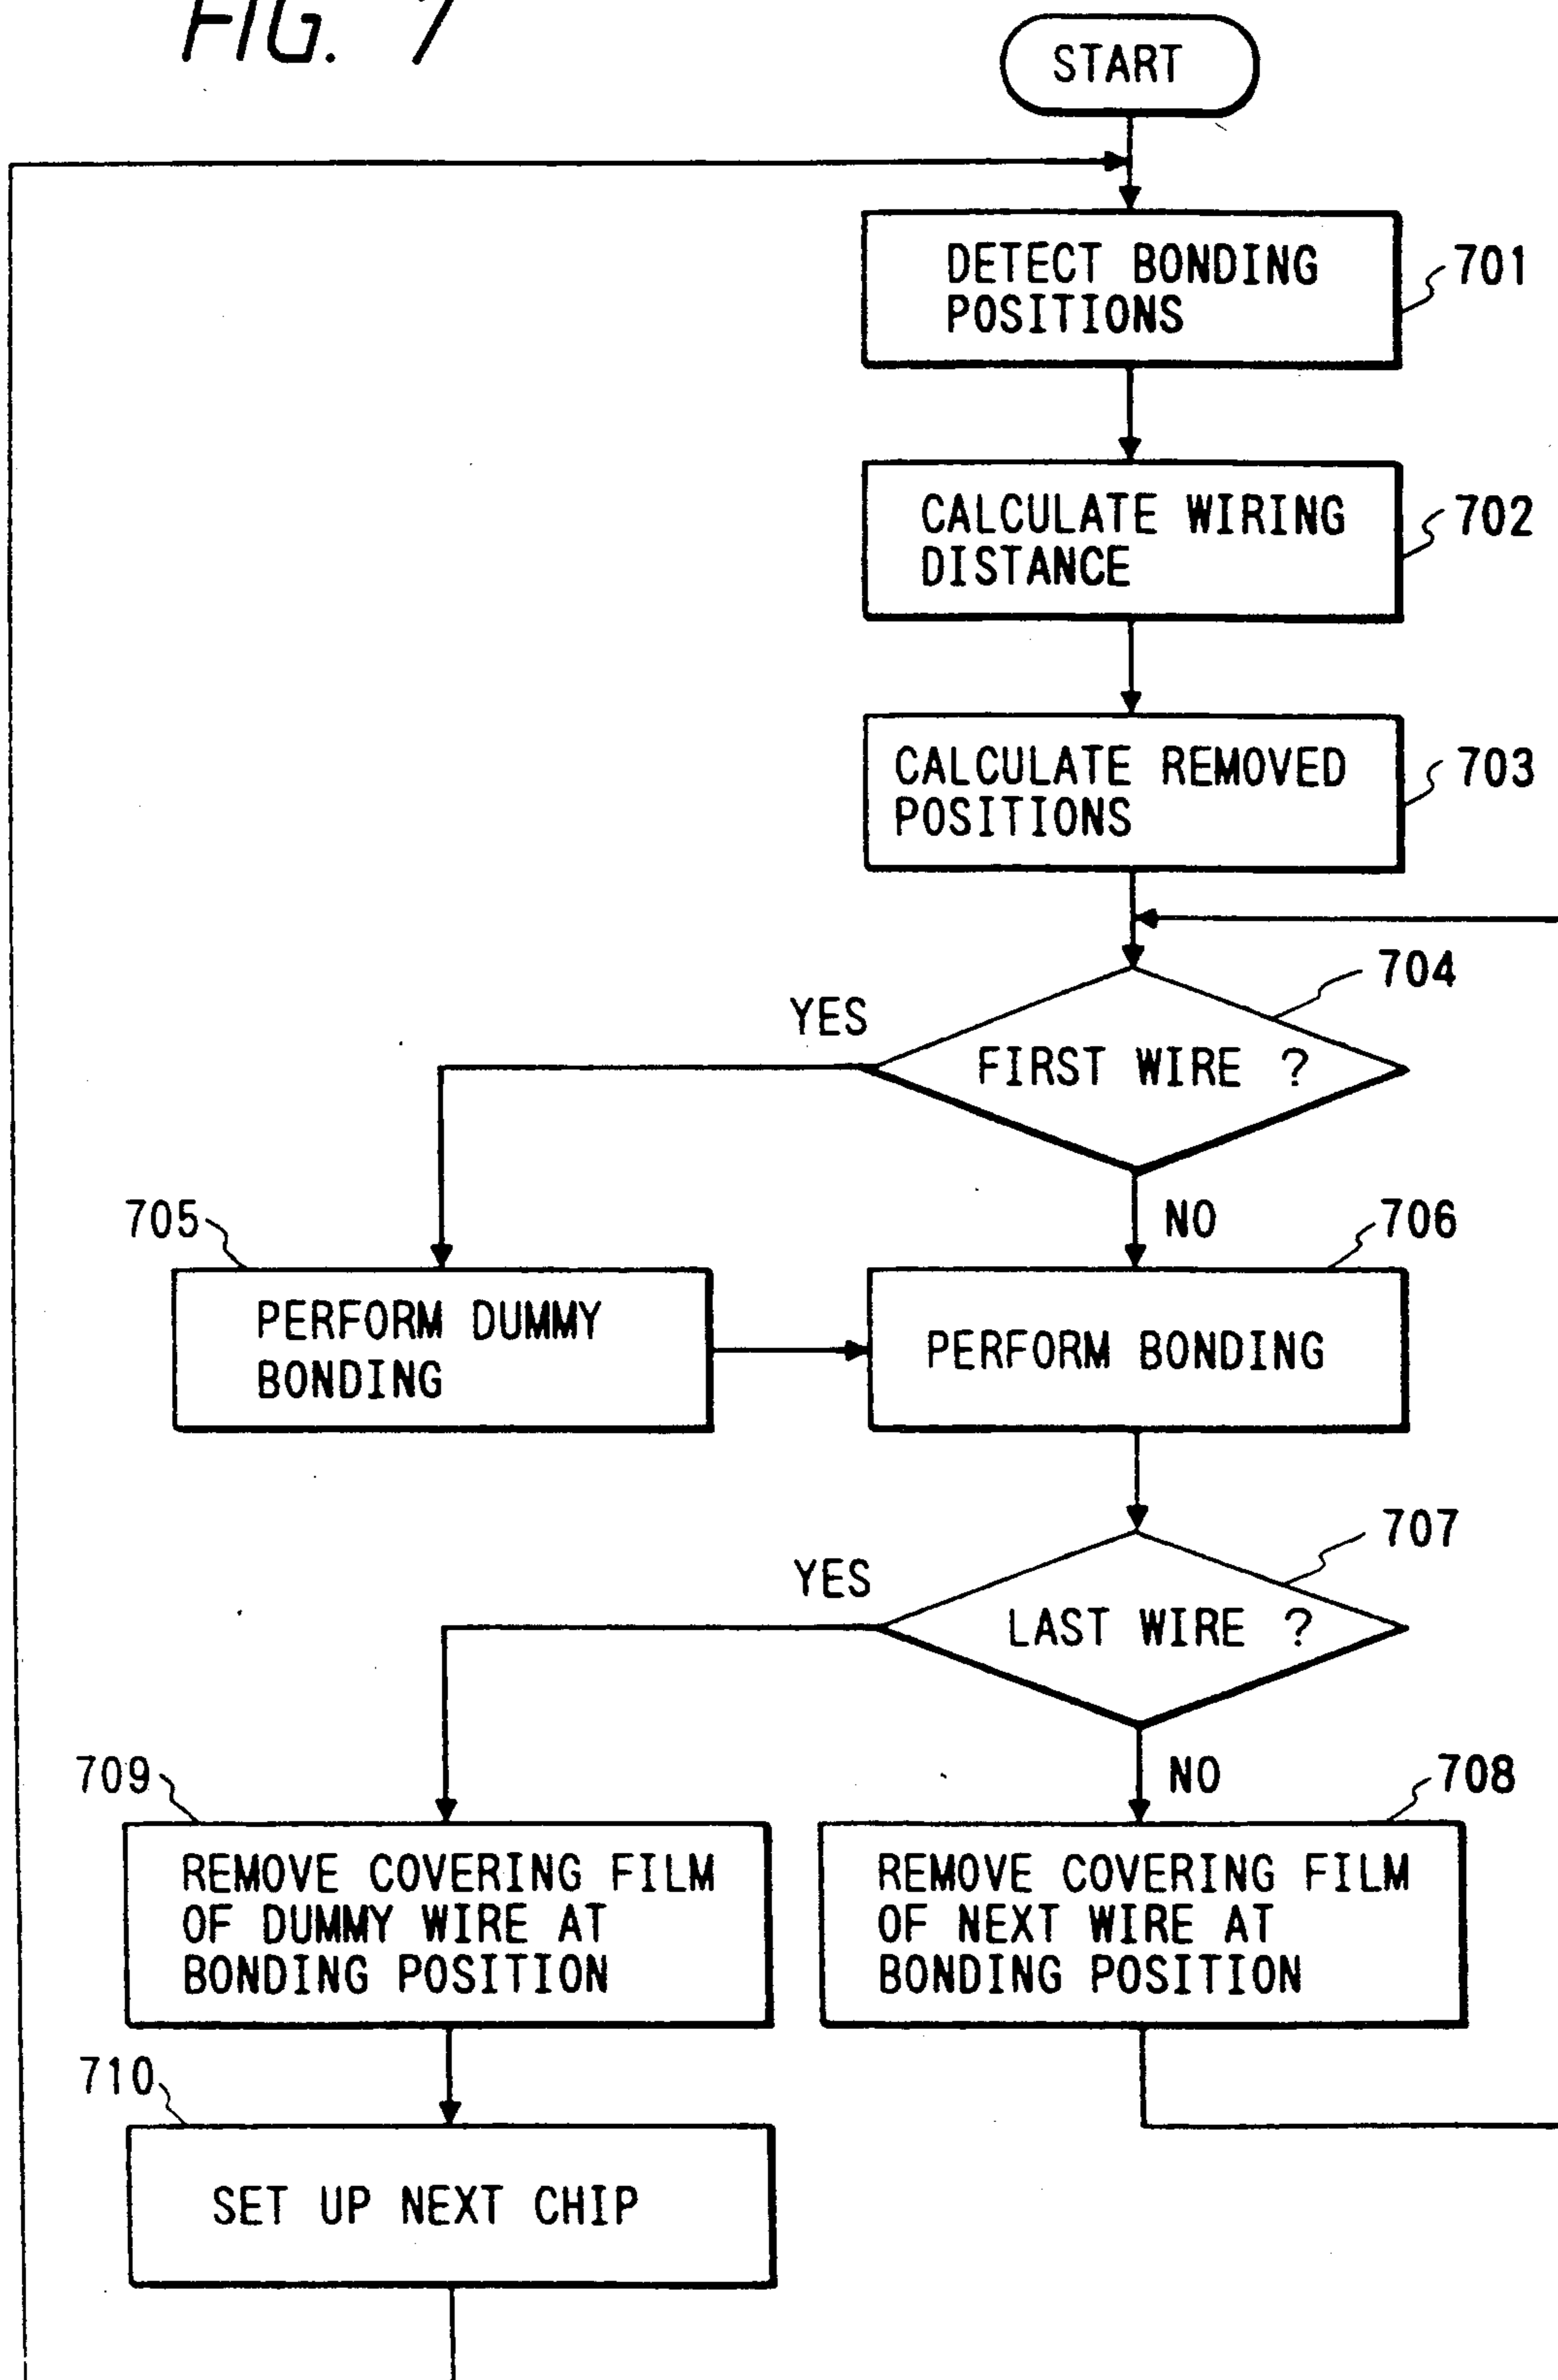 FIG. 7
START
DETECT BONDING
POSITIONS
701
CALCULATE WIRING
DISTANCE
702
CALCULATE REMOVED
POSITIONS
703
704
YES
FIRST WIRE ?
NO
705
706
PERFORM DUMMY
BONDING
PERFORM BONDING
707
YES
LAST WIRE ?
NO
709
708
REMOVE COVERING FILM
OF DUMMY WIRE AT
BONDING POSITION
REMOVE COVERING FILM
OF NEXT WIRE AT
BONDING POSITION
710
SET UP NEXT CHIP